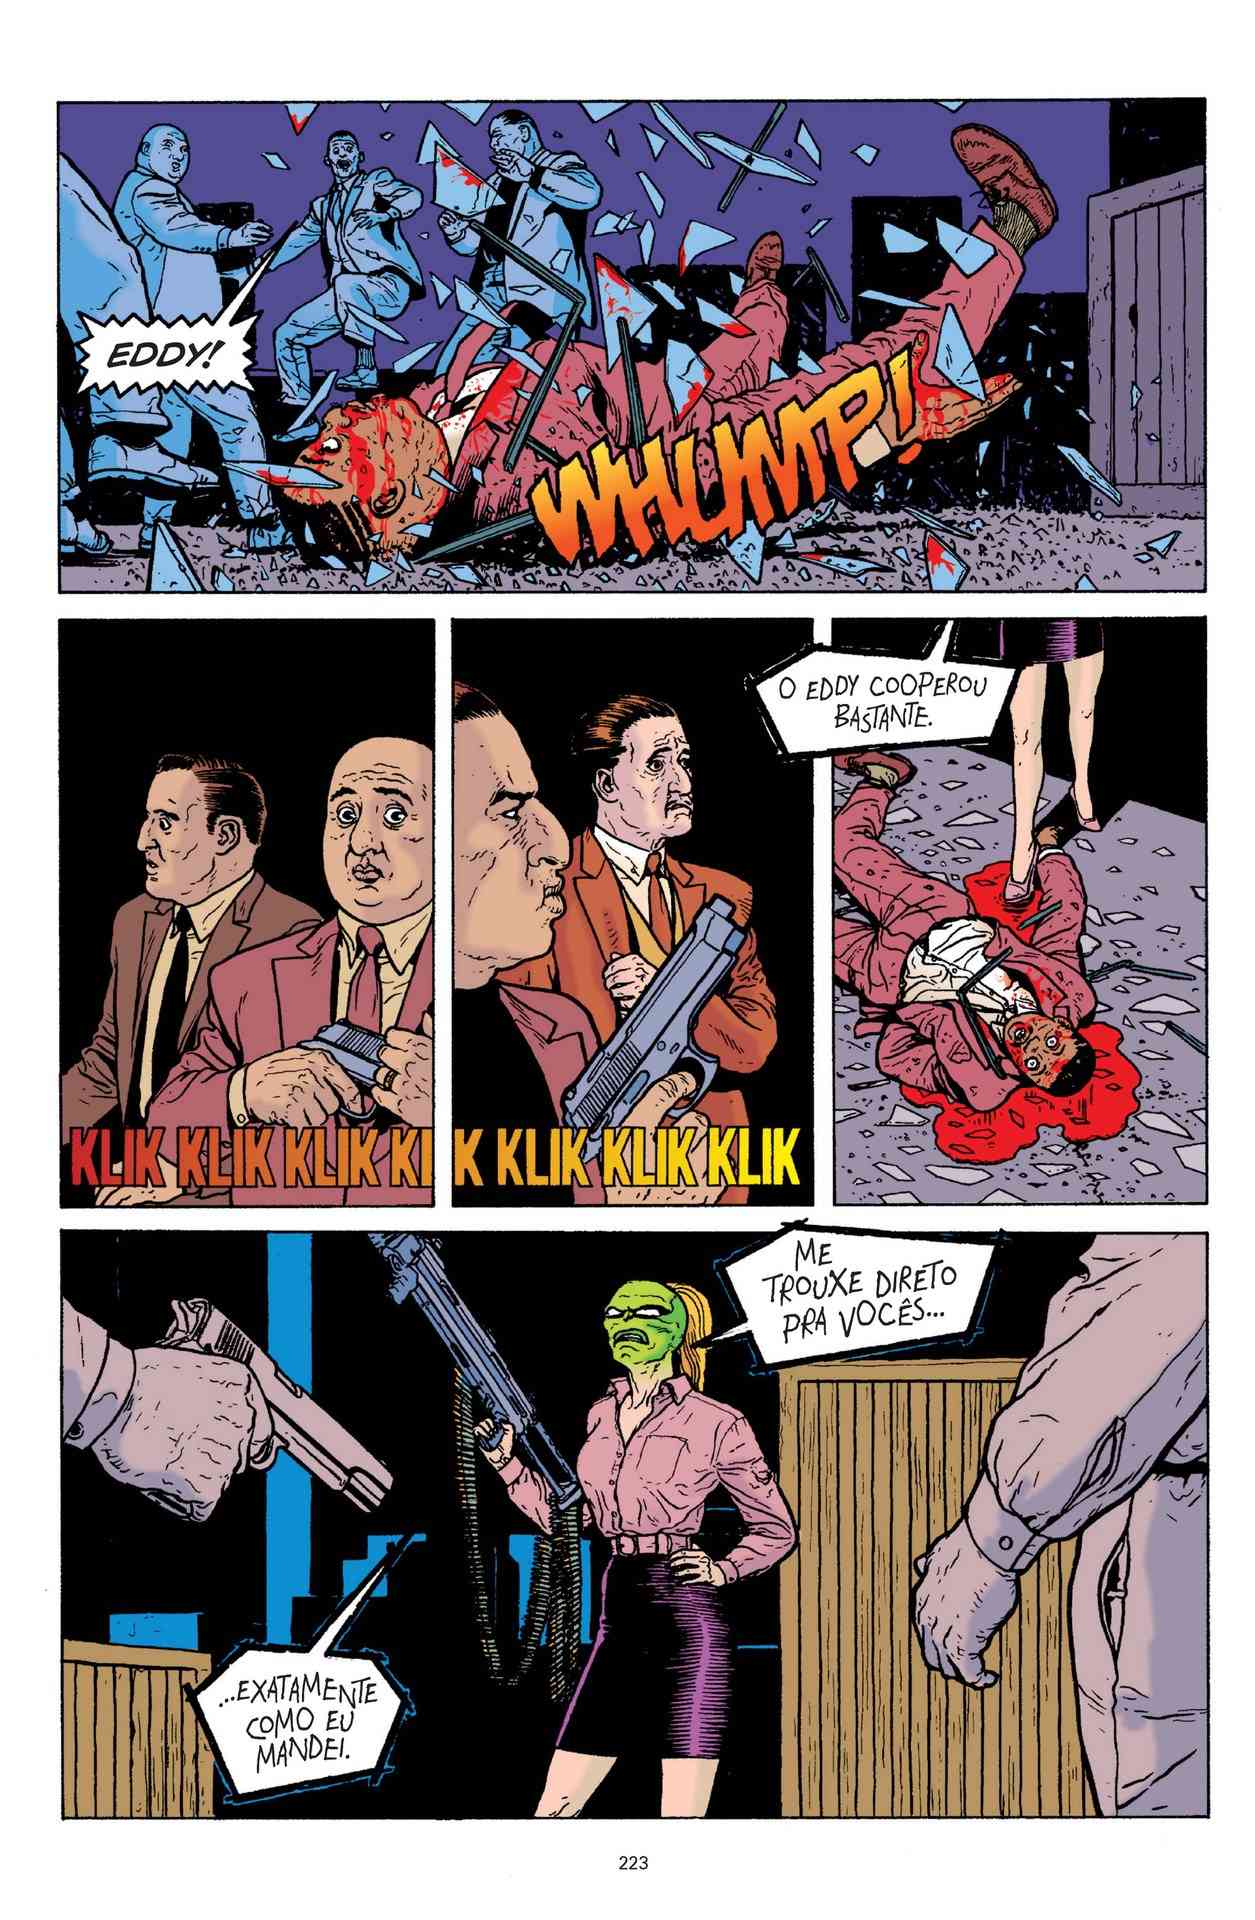 EDDY!
WHUMP!
KLIK KLIK KLIK KLIK KLIK KLIK KLIK
O EDDY COOPEROU
BASTANTE.
ME
TROUXE DIRETO
PRA VOCÊS...
...EXATAMENTE
COMO EU
MANDEI.
223